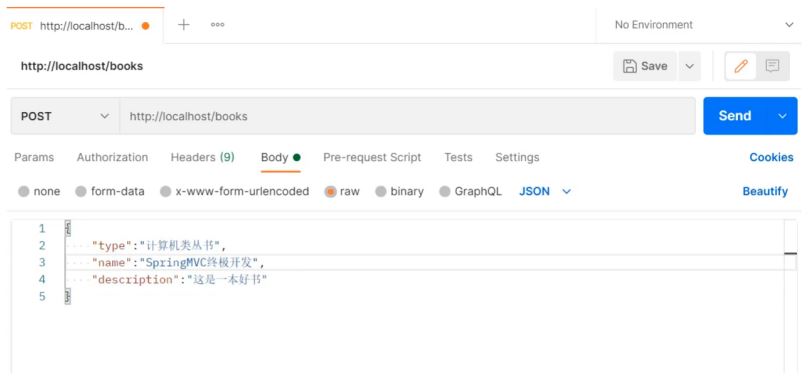 POST http://localhost/b... + ooo No Environment
http://localhost/books Save
POST http://localhost/books Send
Params Authorization Headers (9) Body Pre-request Script Tests Settings Cookies
none form-data x-www-form-urlencoded raw binary GraphQL JSON Beautify
1 {
2 "type":"计算机类丛书",
3 "name":"SpringMVC终极开发",
4 "description":"这是一本好书"
5 }